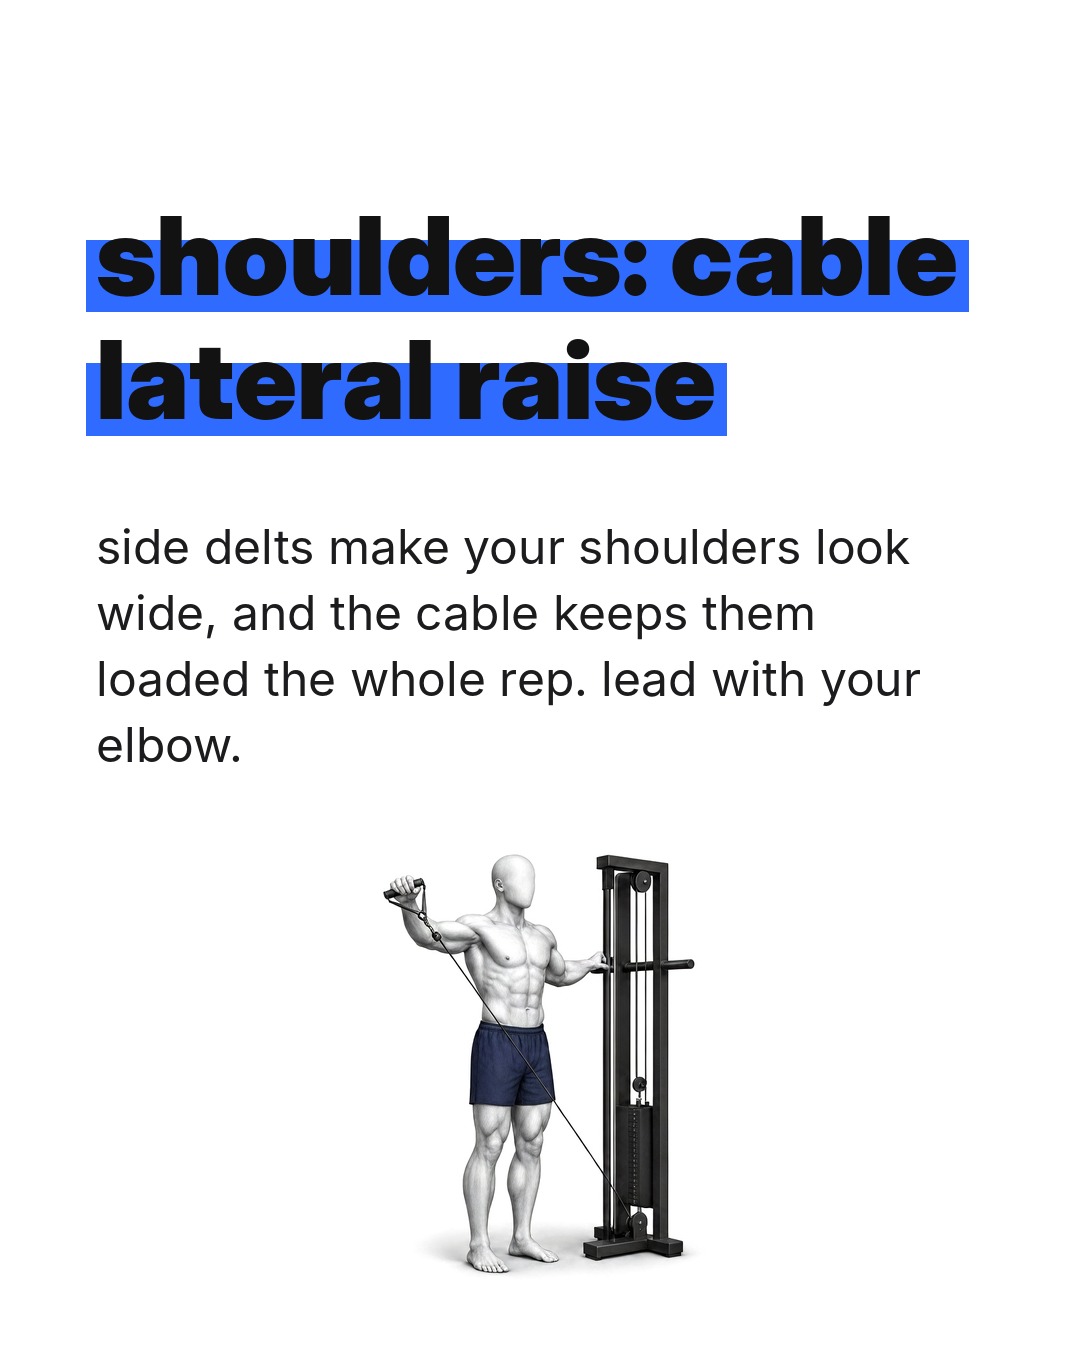 shoulders: cable
lateral raise
side delts make your shoulders look
wide, and the cable keeps them
loaded the whole rep. lead with your
elbow.